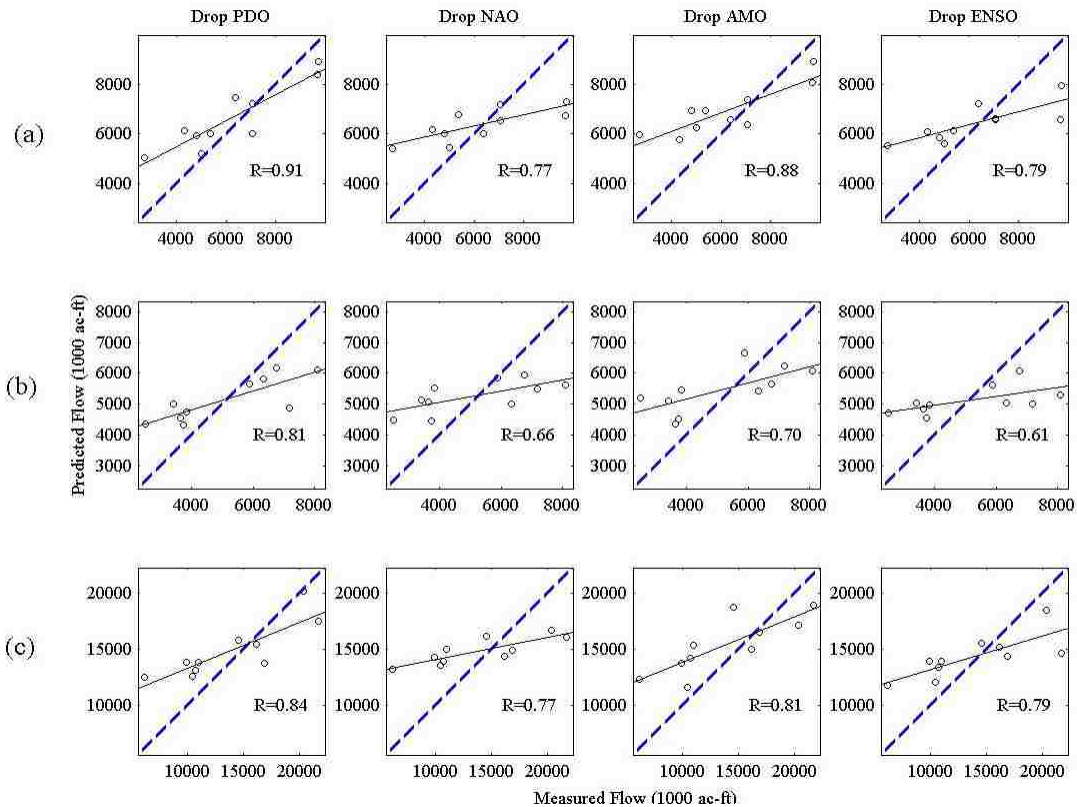 Drop PDO Drop NAO Drop AMO Drop ENSO
(a)
8000 8000 8000 8000
6000 6000 6000 6000
4000 4000 4000 4000
R=0.91 R=0.77 R=0.88 R=0.79
4000 6000 8000 4000 6000 8000 4000 6000 8000 4000 6000 8000
Predicted Flow (1000 ac-ft)
(b)
8000 8000 8000 8000
7000 7000 7000 7000
6000 6000 6000 6000
5000 5000 5000 5000
4000 4000 4000 4000
3000 3000 3000 3000
R=0.81 R=0.66 R=0.70 R=0.61
4000 6000 8000 4000 6000 8000 4000 6000 8000 4000 6000 8000
(c)
20000 20000 20000 20000
15000 15000 15000 15000
10000 10000 10000 10000
R=0.84 R=0.77 R=0.81 R=0.79
10000 15000 20000 10000 15000 20000 10000 15000 20000 10000 15000 20000
Measured Flow (1000 ac-ft)